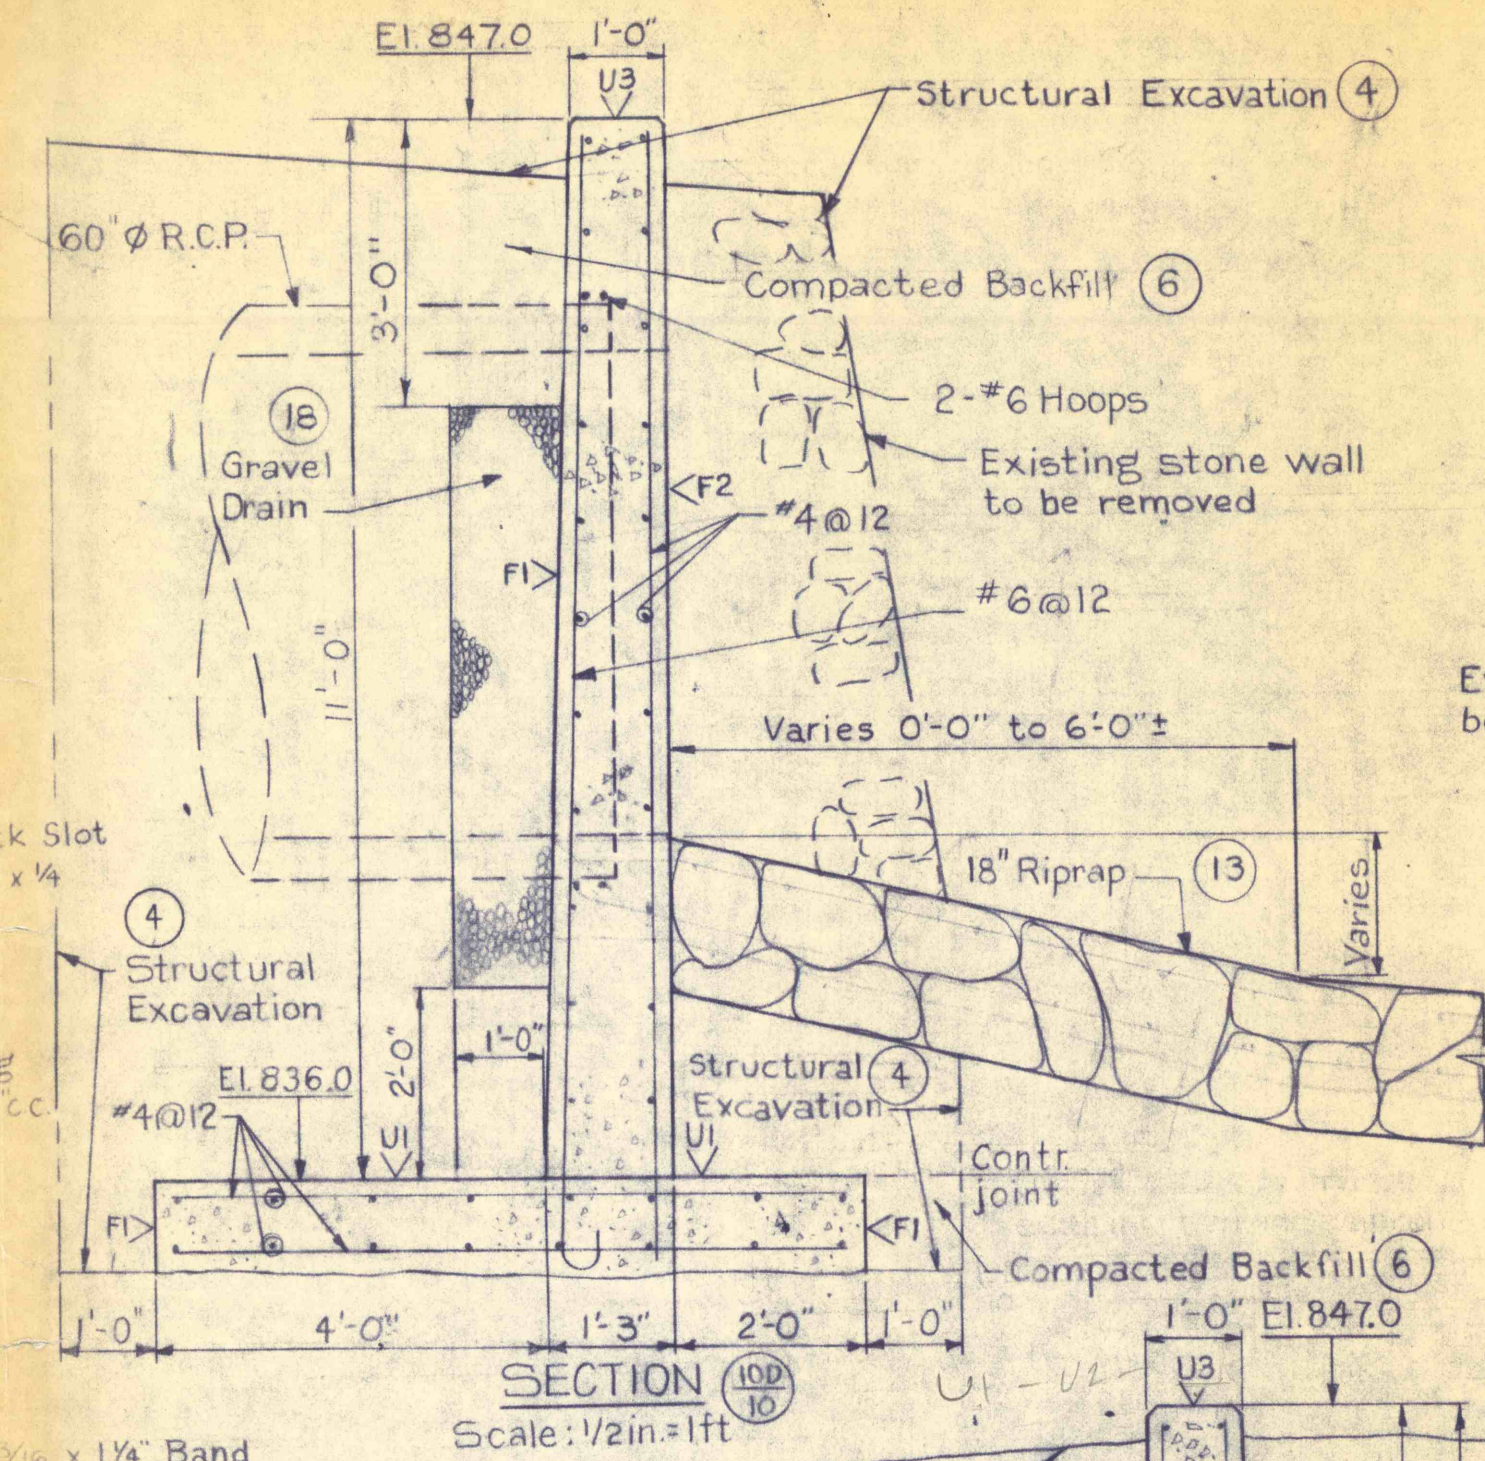 El. 847.0
1'-0"
U3
Structural Excavation 4
60" Ø R.C.P.
3'-0"
Compacted Backfill 6
2-#6 Hoops
18
Gravel
Drain
Existing stone wall
to be removed
F2
#4@12
F1
#6@12
11'-0"
Varies 0'-0" to 6'-0"±
k Slot
x 1/4
18" Riprap 13
Varies
4
Structural
Excavation
1'-0"
2'-0"
El. 836.0
#4@12
U1
Structural 4
Excavation
U1
Contr.
joint
F1
F1
Compacted Backfill 6
1'-0"
4'-0"
1'-3"
2'-0"
1'-0"
SECTION 10D
10
Scale: 1/2in.=1ft
U1 - U2 -
1'-0"
El. 847.0
U3
3/16 x 1 1/4" Band